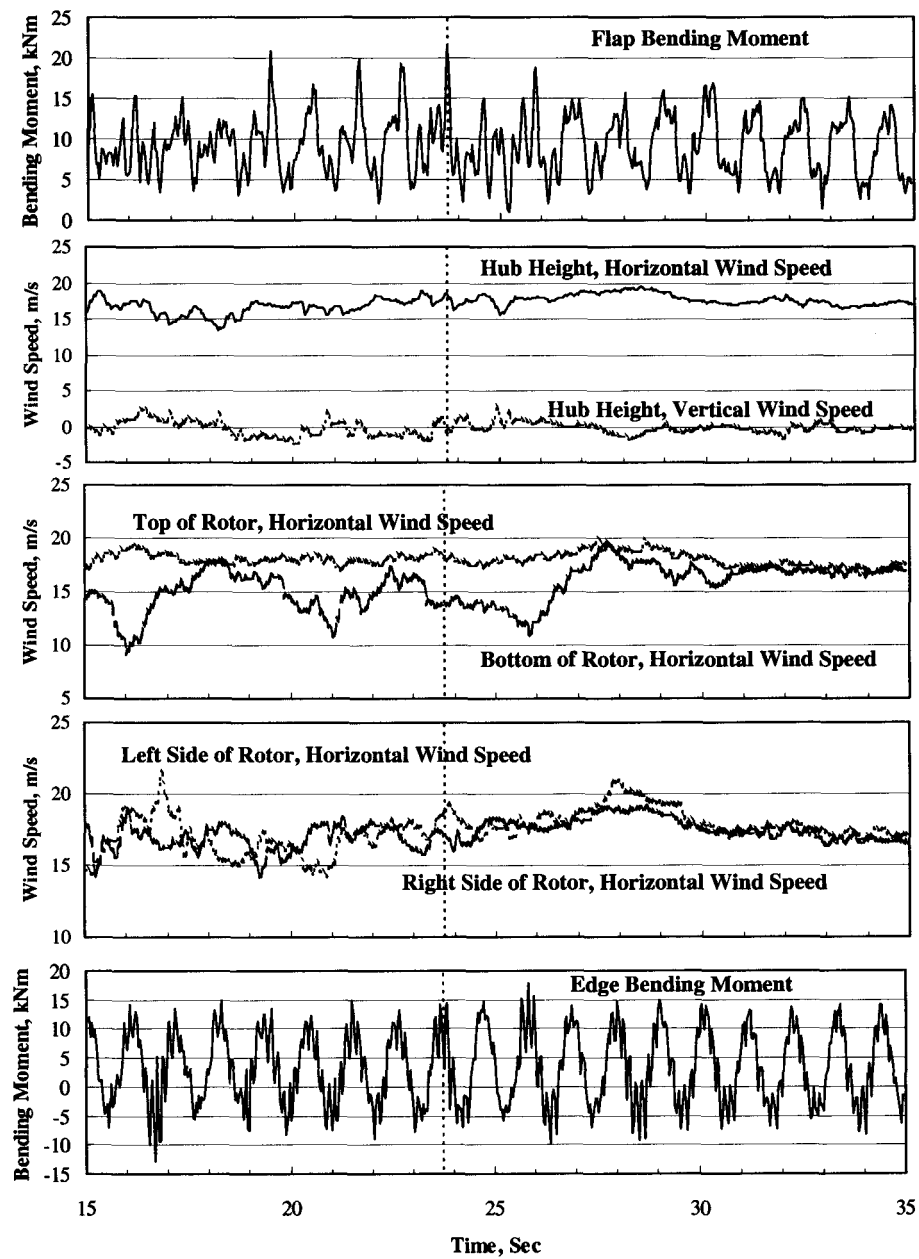 Flap Bending Moment
Bending Moment, kNm
25
20
15
10
5
0
Hub Height, Horizontal Wind Speed
Hub Height, Vertical Wind Speed
Wind Speed, m/s
25
20
15
10
5
0
-5
Top of Rotor, Horizontal Wind Speed
Bottom of Rotor, Horizontal Wind Speed
Wind Speed, m/s
25
20
15
10
5
Left Side of Rotor, Horizontal Wind Speed
Right Side of Rotor, Horizontal Wind Speed
Wind Speed, m/s
25
20
15
10
Edge Bending Moment
Bending Moment, kNm
20
15
10
5
0
-5
-10
-15
15 20 25 30 35
Time, Sec